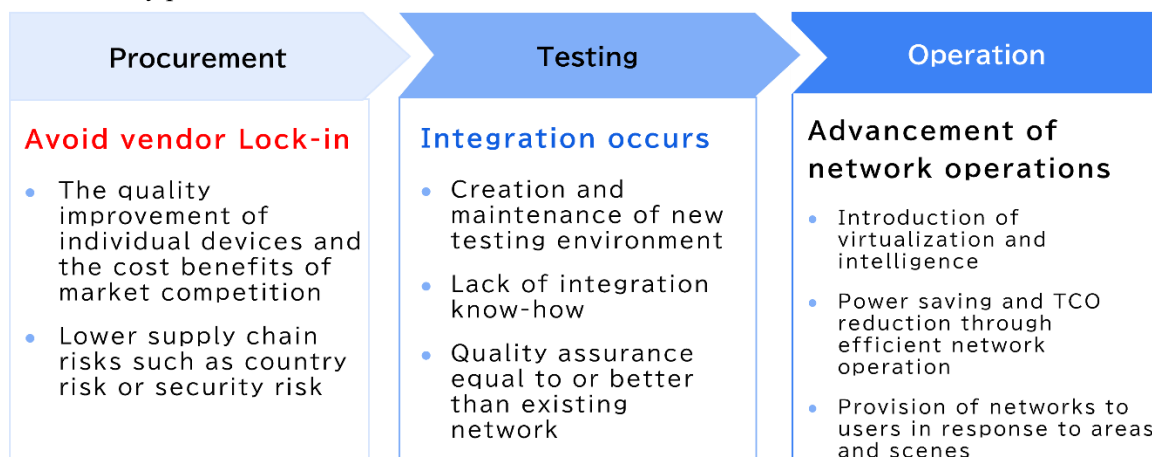 Procurement
Testing
Operation
Avoid vendor Lock-in
• The quality
improvement of
individual devices and
the cost benefits of
market competition
• Lower supply chain
risks such as country
risk or security risk
Integration occurs
• Creation and
maintenance of new
testing environment
• Lack of integration
know-how
• Quality assurance
equal to or better
than existing
network
Advancement of
network operations
• Introduction of
virtualization and
intelligence
• Power saving and TCO
reduction through
efficient network
operation
• Provision of networks to
users in response to areas
and scenes